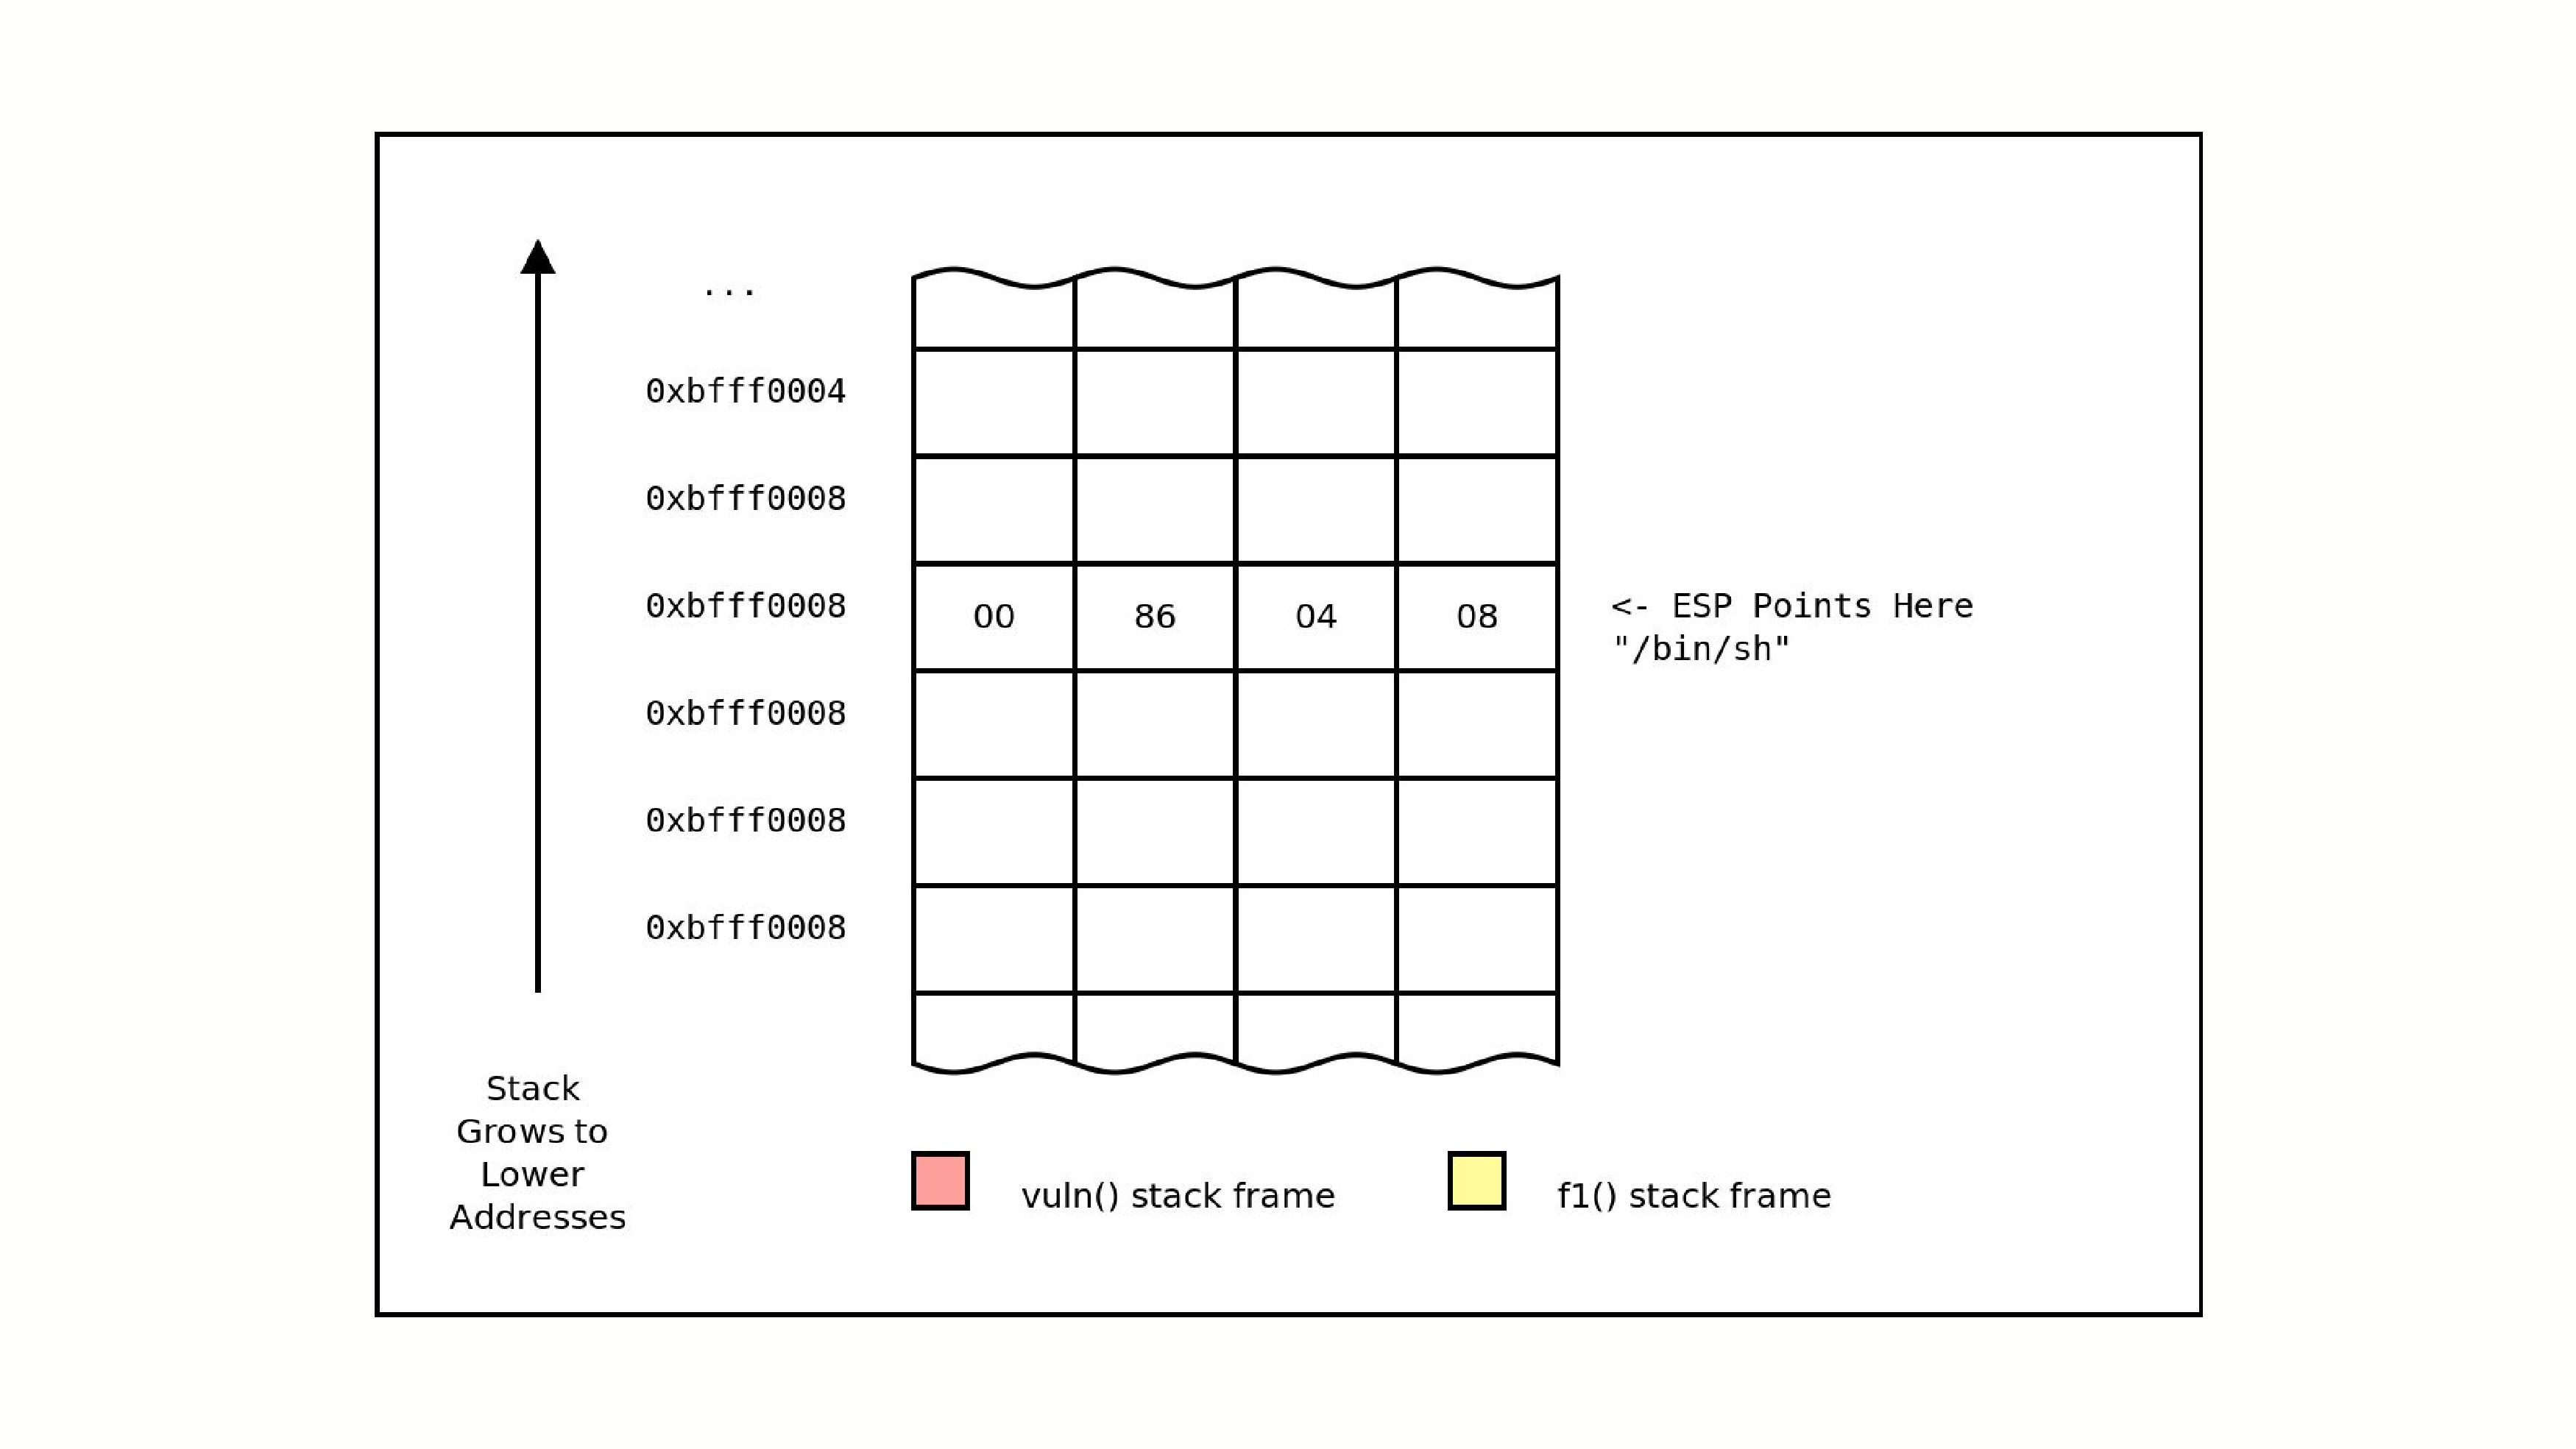 ...
0xbfff0004
0xbfff0008
0xbfff0008 00 86 04 08 <- ESP Points Here
"/bin/sh"
0xbfff0008
0xbfff0008
0xbfff0008
Stack
Grows to
Lower
Addresses
vuln() stack frame f1() stack frame